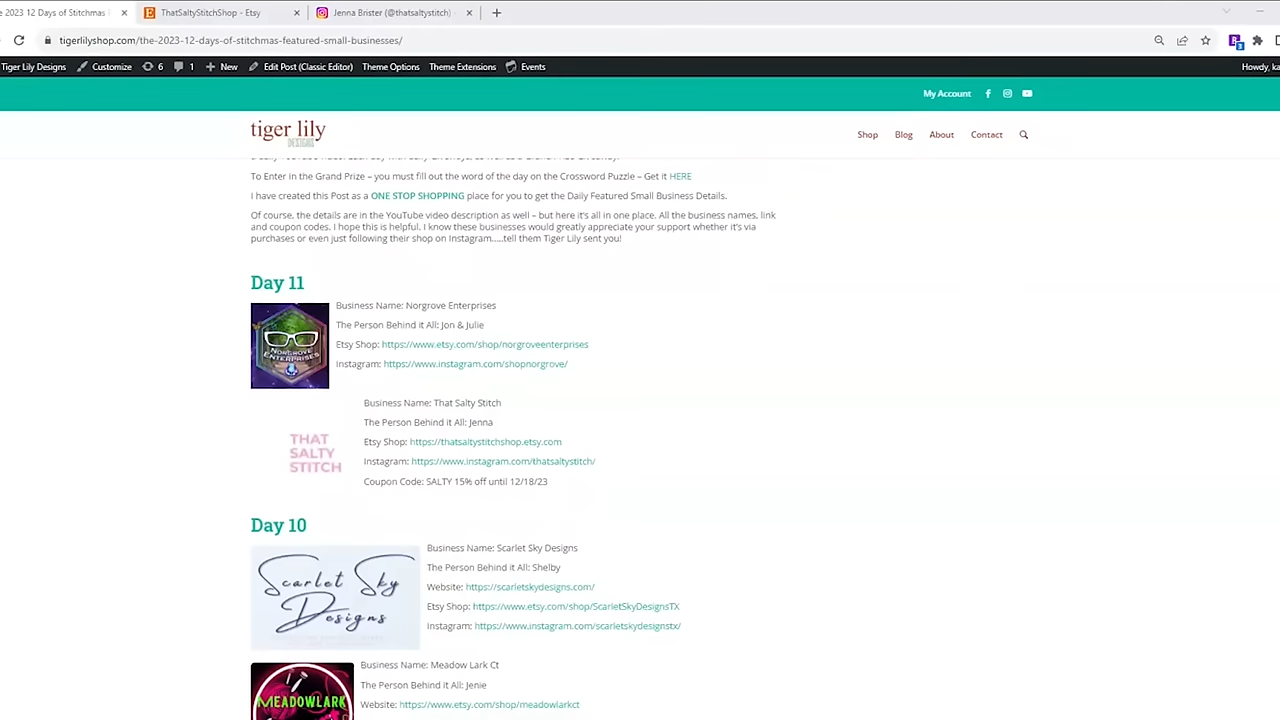 e 2023 12 Days of Stitchmas
ThatSaltyStitchShop - Etsy
Jenna Brister (@thatsaltystitch)
tigerlilyshop.com/the-2023-12-days-of-stitchmas-featured-small-businesses/
Tiger Lily Designs Customize 6 1 New Edit Post (Classic Editor) Theme Options Theme Extensions Events Howdy, ka
My Account
tiger lily
DESIGNS
Shop Blog About Contact
To Enter in the Grand Prize – you must fill out the word of the day on the Crossword Puzzle – Get it HERE
I have created this Post as a ONE STOP SHOPPING place for you to get the Daily Featured Small Business Details.
Of course, the details are in the YouTube video description as well – but here it's all in one place. All the business names, link
and coupon codes. I hope this is helpful. I know these businesses would greatly appreciate your support whether it's via
purchases or even just following their shop on Instagram.....tell them Tiger Lily sent you!
Day 11
NORGROVE
ENTERPRISES
Business Name: Norgrove Enterprises
The Person Behind it All: Jon & Julie
Etsy Shop: https://www.etsy.com/shop/norgroveenterprises
Instagram: https://www.instagram.com/shopnorgrove/
THAT
SALTY
STITCH
Business Name: That Salty Stitch
The Person Behind it All: Jenna
Etsy Shop: https://thatsaltystitchshop.etsy.com
Instagram: https://www.instagram.com/thatsaltystitch/
Coupon Code: SALTY 15% off until 12/18/23
Day 10
Scarlet Sky
Designs
Business Name: Scarlet Sky Designs
The Person Behind it All: Shelby
Website: https://scarletskydesigns.com/
Etsy Shop: https://www.etsy.com/shop/ScarletSkyDesignsTX
Instagram: https://www.instagram.com/scarletskydesignstx/
MEADOWLARK
Business Name: Meadow Lark Ct
The Person Behind it All: Jenie
Website: https://www.etsy.com/shop/meadowlarkct